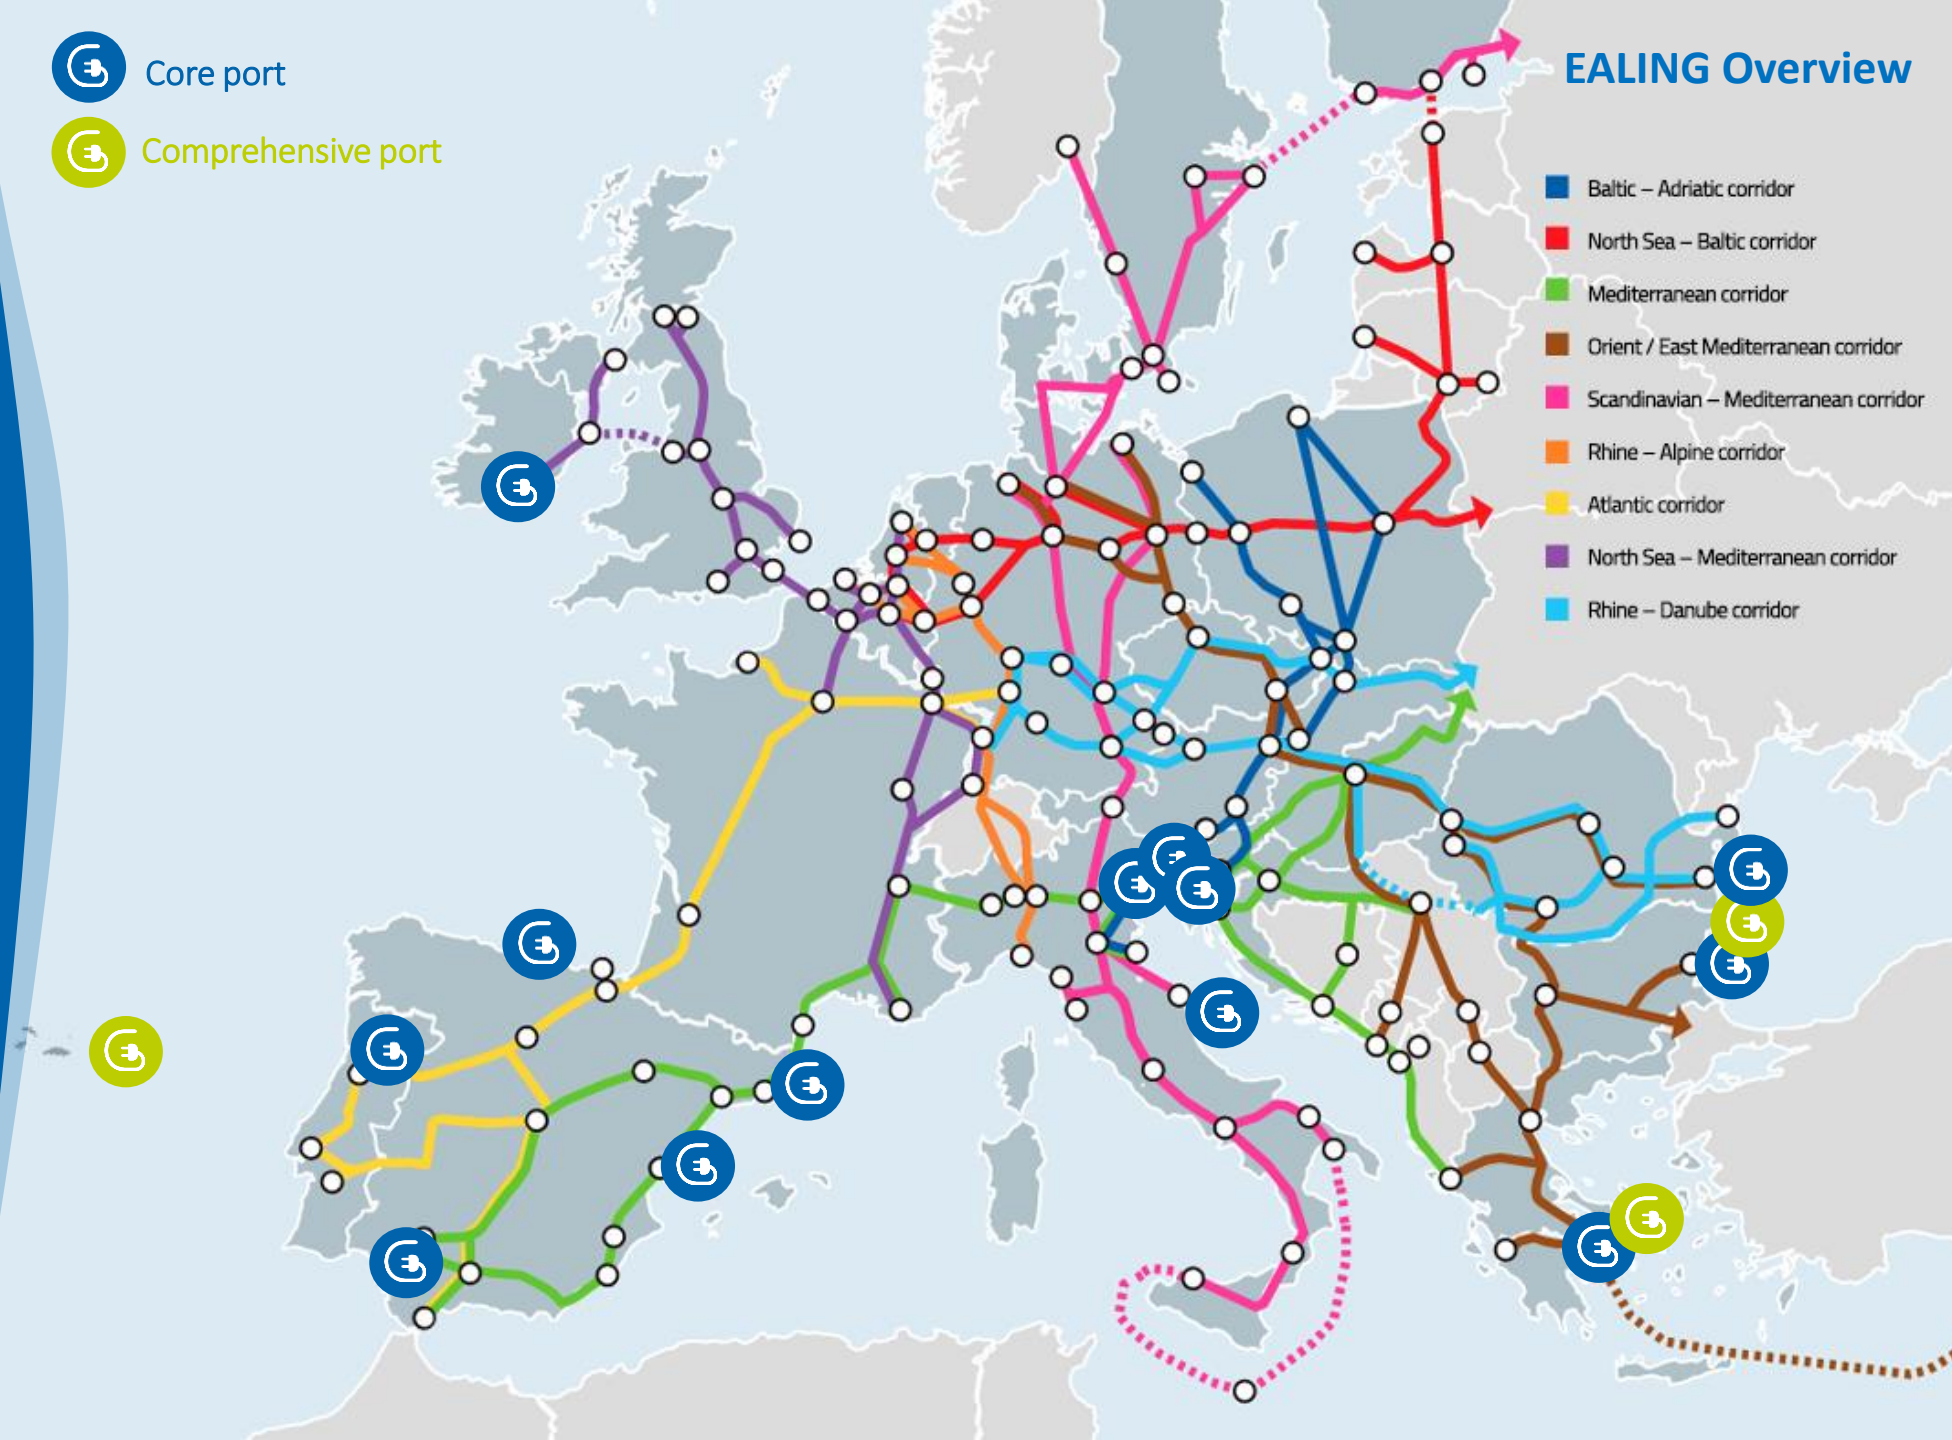 Core port
Comprehensive port
EALING Overview
Baltic – Adriatic corridor
North Sea – Baltic corridor
Mediterranean corridor
Orient / East Mediterranean corridor
Scandinavian – Mediterranean corridor
Rhine – Alpine corridor
Atlantic corridor
North Sea – Mediterranean corridor
Rhine – Danube corridor